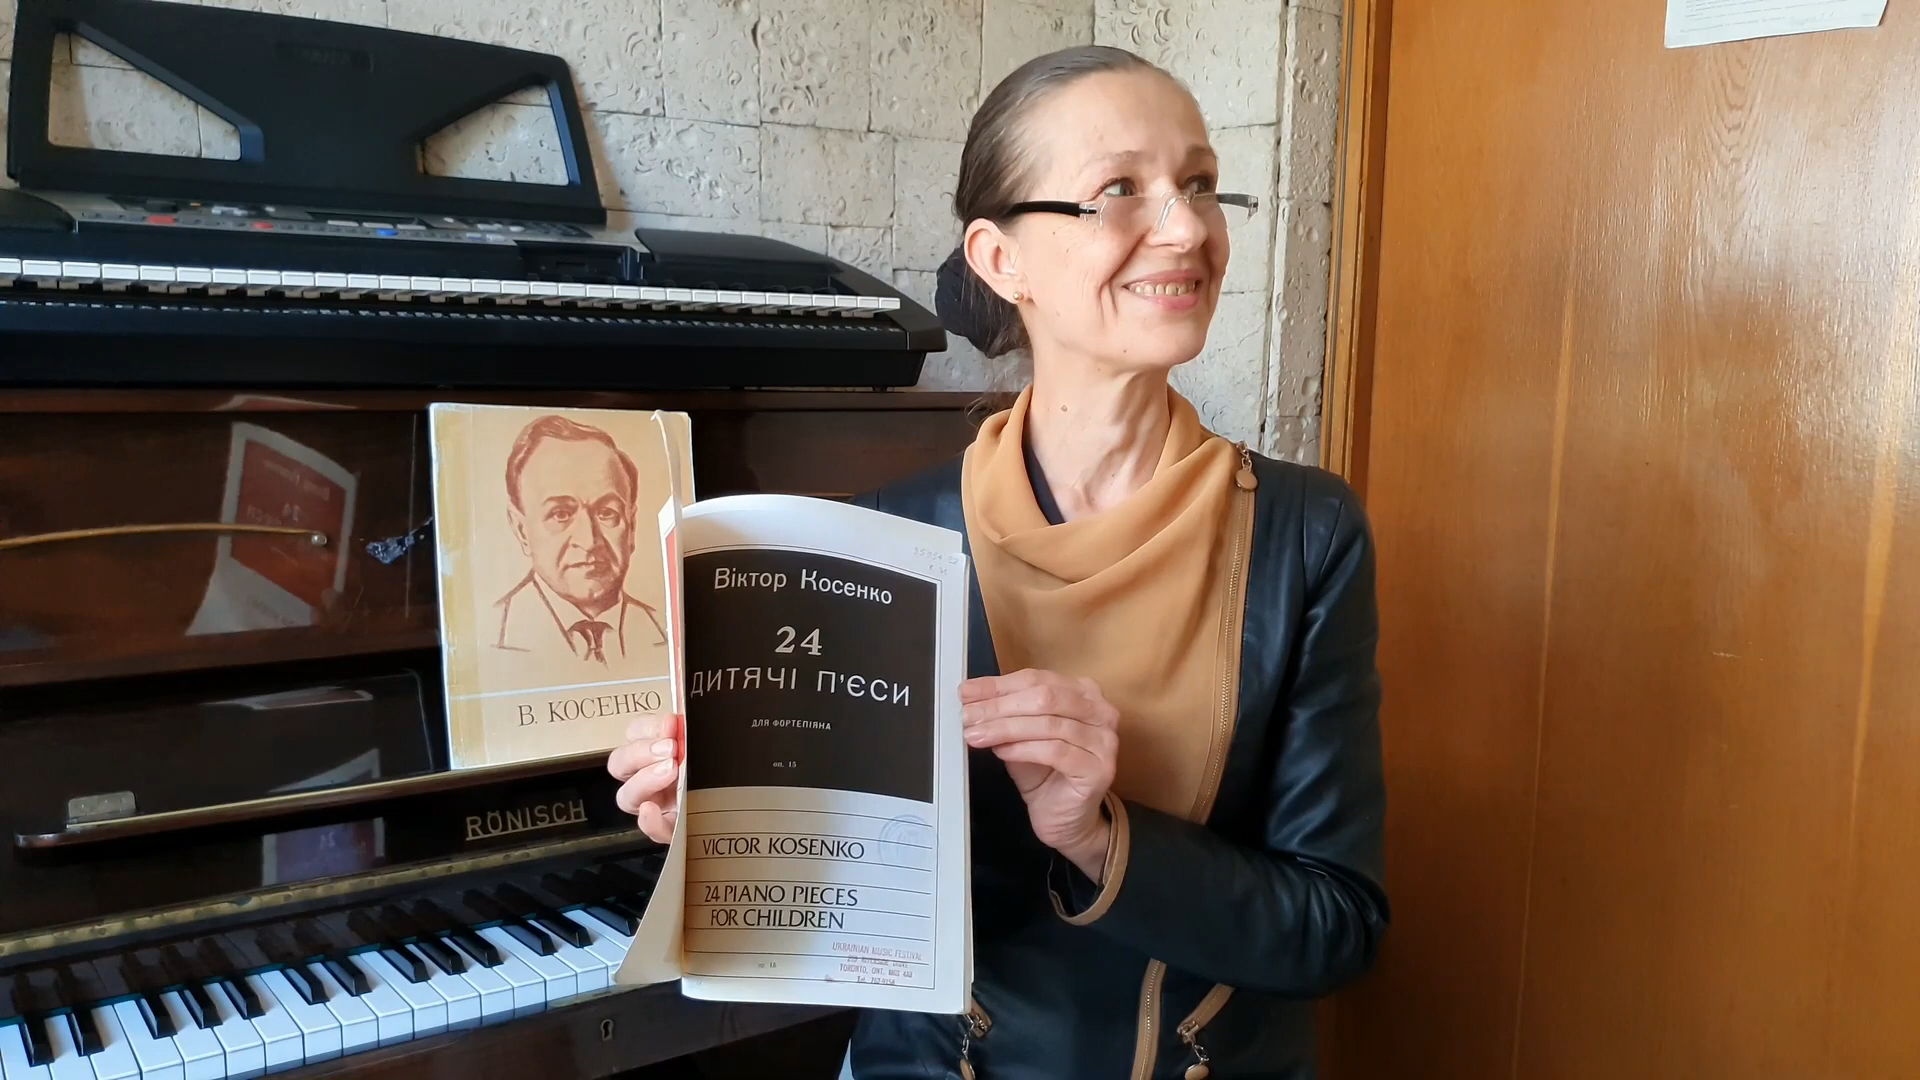 В. КОСЕНКО
Віктор Косенко
24
ДИТЯЧІ П'ЄСИ
ДЛЯ ФОРТЕПІЯНА
оп. 15
VICTOR KOSENKO
24 PIANO PIECES
FOR CHILDREN
UKRAINIAN MUSIC FESTIVAL
TORONTO, ONT.
RÖNISCH